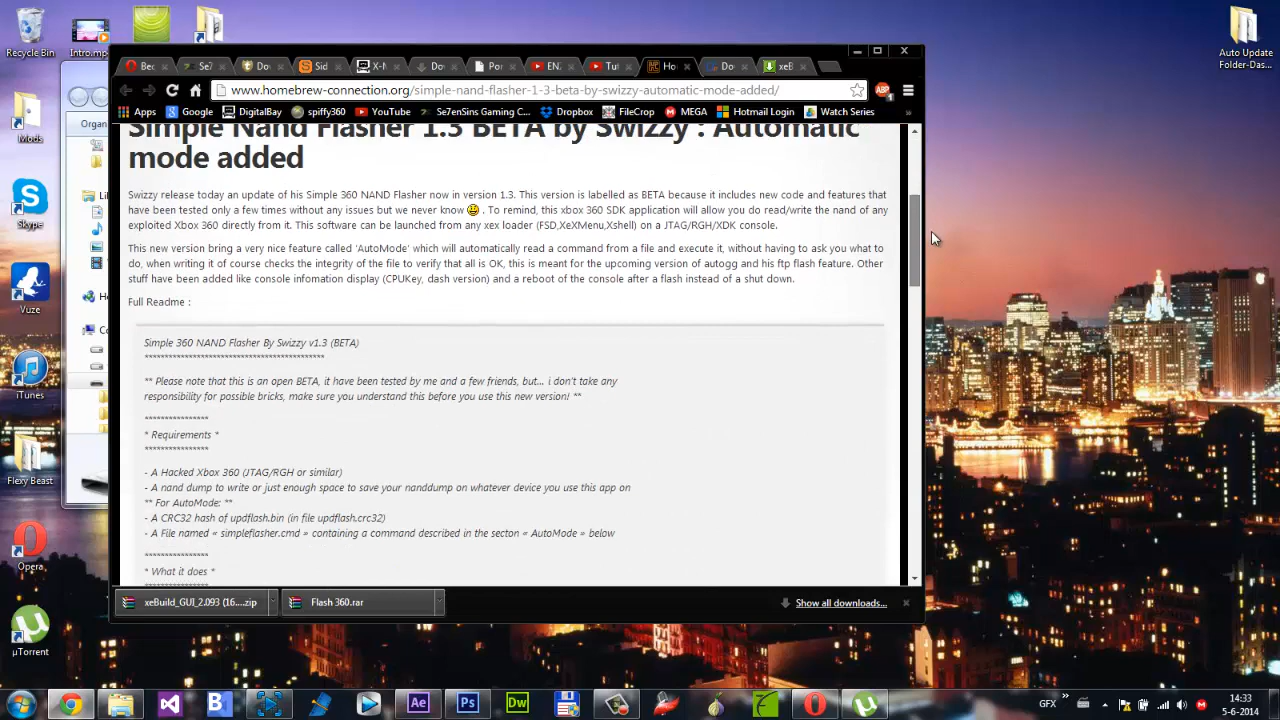 Recycle Bin
Intro.mp
Auto Update
Folder-Das...
Mods
Skype
Vuze
iTunes
Flexy Beast
Opera
µTorrent
Organ
Lil
Be
Se7
Do
Sid
X-N
Do
Por
EN
Tut
Ho
Do
xeB
www.homebrew-connection.org/simple-nand-flasher-1-3-beta-by-swizzy-automatic-mode-added/
ABP
Apps
Google
DigitalBay
spiffy360
YouTube
Se7enSins Gaming C...
Dropbox
FileCrop
MEGA
Hotmail Login
Watch Series
Simple Nand Flasher 1.3 BETA by Swizzy : Automatic
mode added
Swizzy release today an update of his Simple 360 NAND Flasher now in version 1.3. This version is labelled as BETA because it includes new code and features that
have been tested only a few times without any issues but we never know . To remind, this xbox 360 SDK application will allow you do read/write the nand of any
exploited Xbox 360 directly from it. This software can be launched from any xex loader (FSD,XeXMenu,Xshell) on a JTAG/RGH/XDK console.
This new version bring a very nice feature called 'AutoMode' which will automatically read a command from a file and execute it, without having to ask you what to
do, when writing it of course checks the integrity of the file to verify that all is OK, this is meant for the upcoming version of autogg and his ftp flash feature. Other
stuff have been added like console infomation display (CPUKey, dash version) and a reboot of the console after a flash instead of a shut down.
Full Readme :
Simple 360 NAND Flasher By Swizzy v1.3 (BETA)
********************************************
** Please note that this is an open BETA, it have been tested by me and a few friends, but... i don't take any
responsibility for possible bricks, make sure you understand this before you use this new version! **
***************
* Requirements *
***************
- A Hacked Xbox 360 (JTAG/RGH or similar)
- A nand dump to write or just enough space to save your nanddump on whatever device you use this app on
** For AutoMode: **
- A CRC32 hash of updflash.bin (in file updflash.crc32)
- A File named « simpleflasher.cmd » containing a command described in the secton « AutoMode » below
***************
* What it does *
***************
xeBuild_GUI_2.093 (16....zip
Flash 360.rar
Show all downloads...
GFX
14:33
5-6-2014